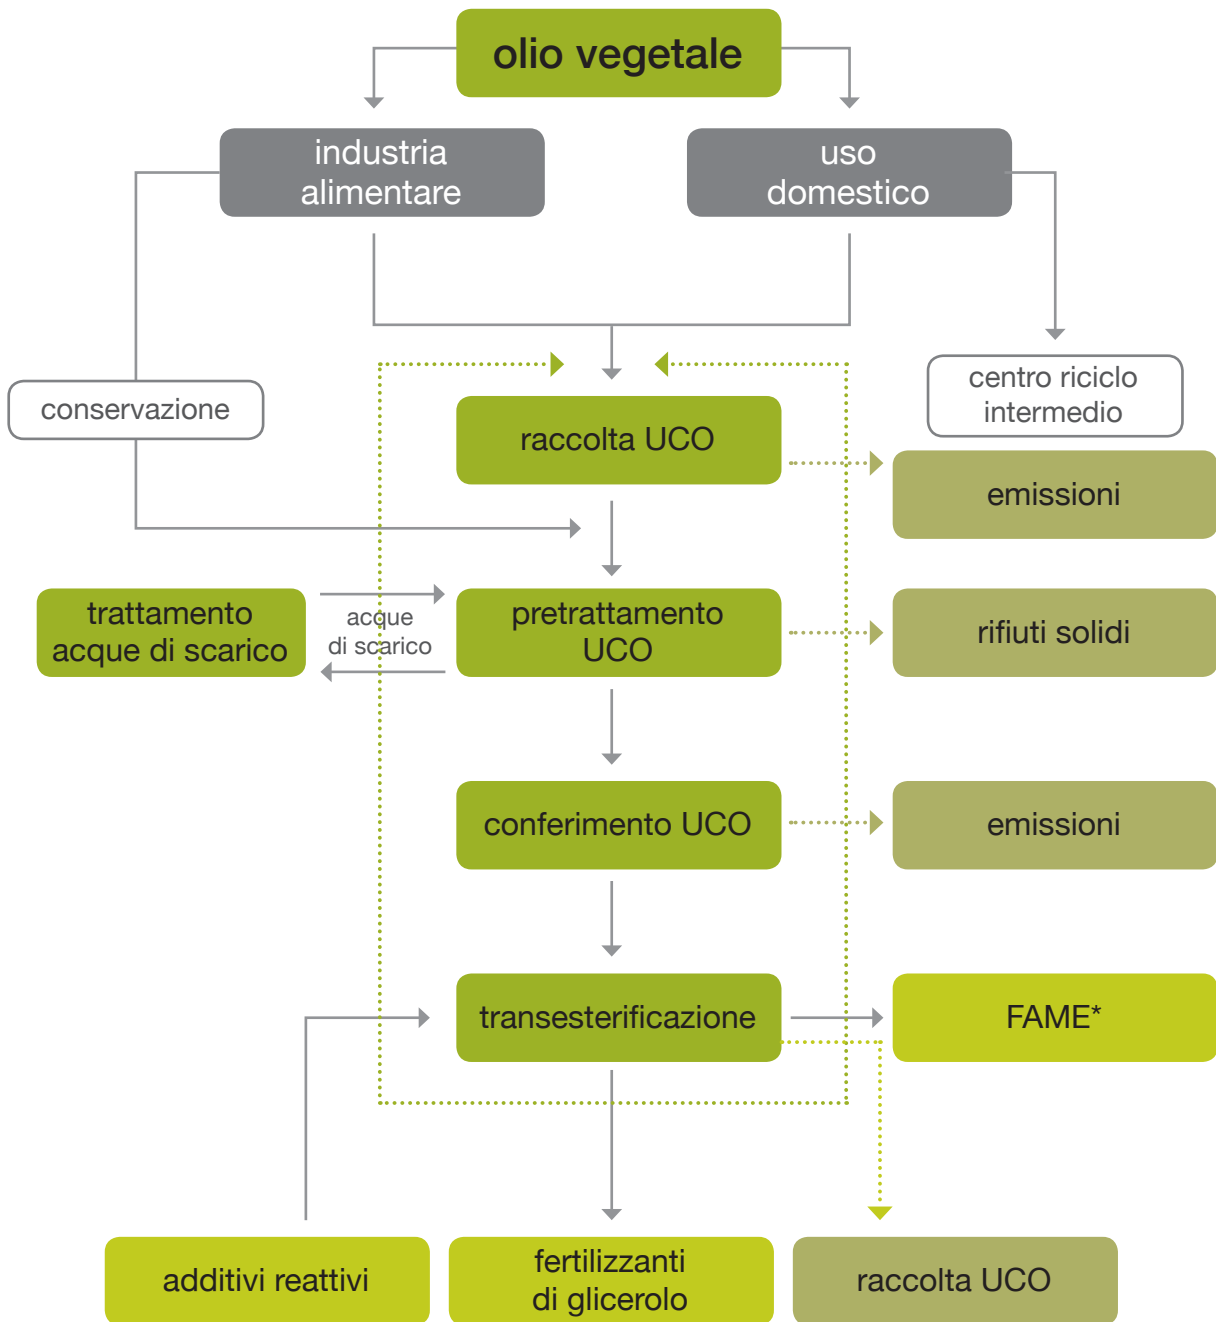 olio vegetale
industria
alimentare
uso
domestico
conservazione
centro riciclo
intermedio
raccolta UCO
emissioni
trattamento
acque di scarico
acque
di scarico
pretrattamento
UCO
rifiuti solidi
conferimento UCO
emissioni
transesterificazione
FAME*
additivi reattivi
fertilizzanti
di glicerolo
raccolta UCO